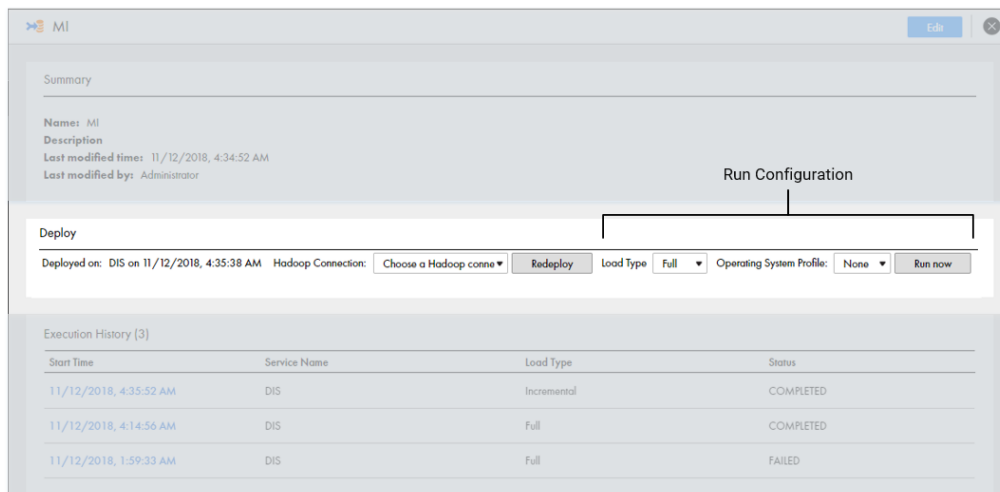 MI
Edit
Summary
Name: MI
Description
Last modified time: 11/12/2018, 4:34:52 AM
Last modified by: Administrator
Run Configuration
Deploy
Deployed on: DIS on 11/12/2018, 4:35:38 AM Hadoop Connection: Choose a Hadoop conne Redeploy Load Type Full Operating System Profile: None Run now
Execution History (3)
Start Time Service Name Load Type Status
11/12/2018, 4:35:52 AM DIS Incremental COMPLETED
11/12/2018, 4:14:56 AM DIS Full COMPLETED
11/12/2018, 1:59:33 AM DIS Full FAILED